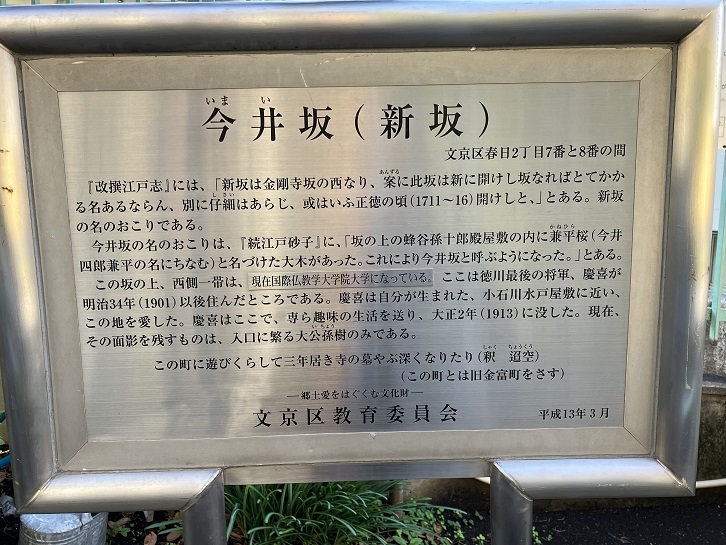 いまい
今井坂(新坂)
文京区春日2丁目7番と8番の間
『改撰江戸志』には、「新坂は金剛寺坂の西なり、案に此坂は新に開けし坂なればとてかか
る名あるならん、別に仔細はあらじ、或はいふ正徳の頃(1711〜16)開けしと、」とある。新坂
の名のおこりである。
今井坂の名のおこりは、『続江戸砂子』に、「坂の上の蜂谷孫十郎殿屋敷の内に兼平桜(今井
四郎兼平の名にちなむ)と名づけた大木があった。これにより今井坂と呼ぶようになった。」とある。
この坂の上、西側一帯は、現在国際仏教学大学院大学になっている。ここは徳川最後の将軍、慶喜が
明治34年(1901)以後住んだところである。慶喜は自分が生まれた、小石川水戸屋敷に近い、
この地を愛した。慶喜はここで、専ら趣味の生活を送り、大正2年(1913)に没した。現在、
その面影を残すものは、入口に繁る大公孫樹のみである。
この町に遊びくらして三年居き寺の墓やぶ深くなりたり(釈 迢空)
(この町とは旧金富町をさす)
―郷土愛をはぐくむ文化財―
文京区教育委員会 平成13年3月